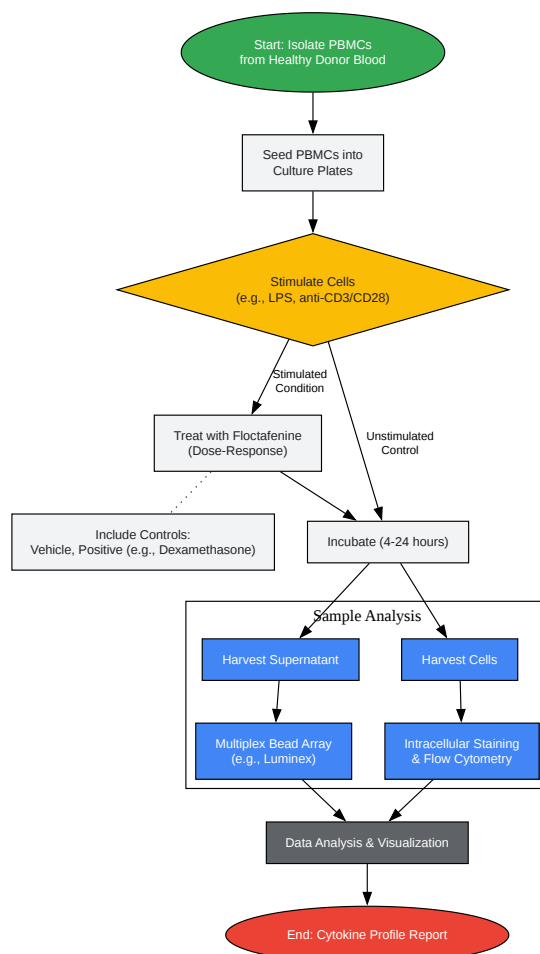 Start: Isolate PBMCs
from Healthy Donor Blood
Seed PBMCs into
Culture Plates
Stimulate Cells
(e.g., LPS, anti-CD3/CD28)
Stimulated
Condition
Treat with Floctafenine
(Dose-Response)
Unstimulated
Control
Include Controls:
Vehicle, Positive (e.g., Dexamethasone)
Incubate (4-24 hours)
Sample Analysis
Harvest Supernatant
Harvest Cells
Multiplex Bead Array
(e.g., Luminex)
Intracellular Staining
& Flow Cytometry
Data Analysis & Visualization
End: Cytokine Profile Report